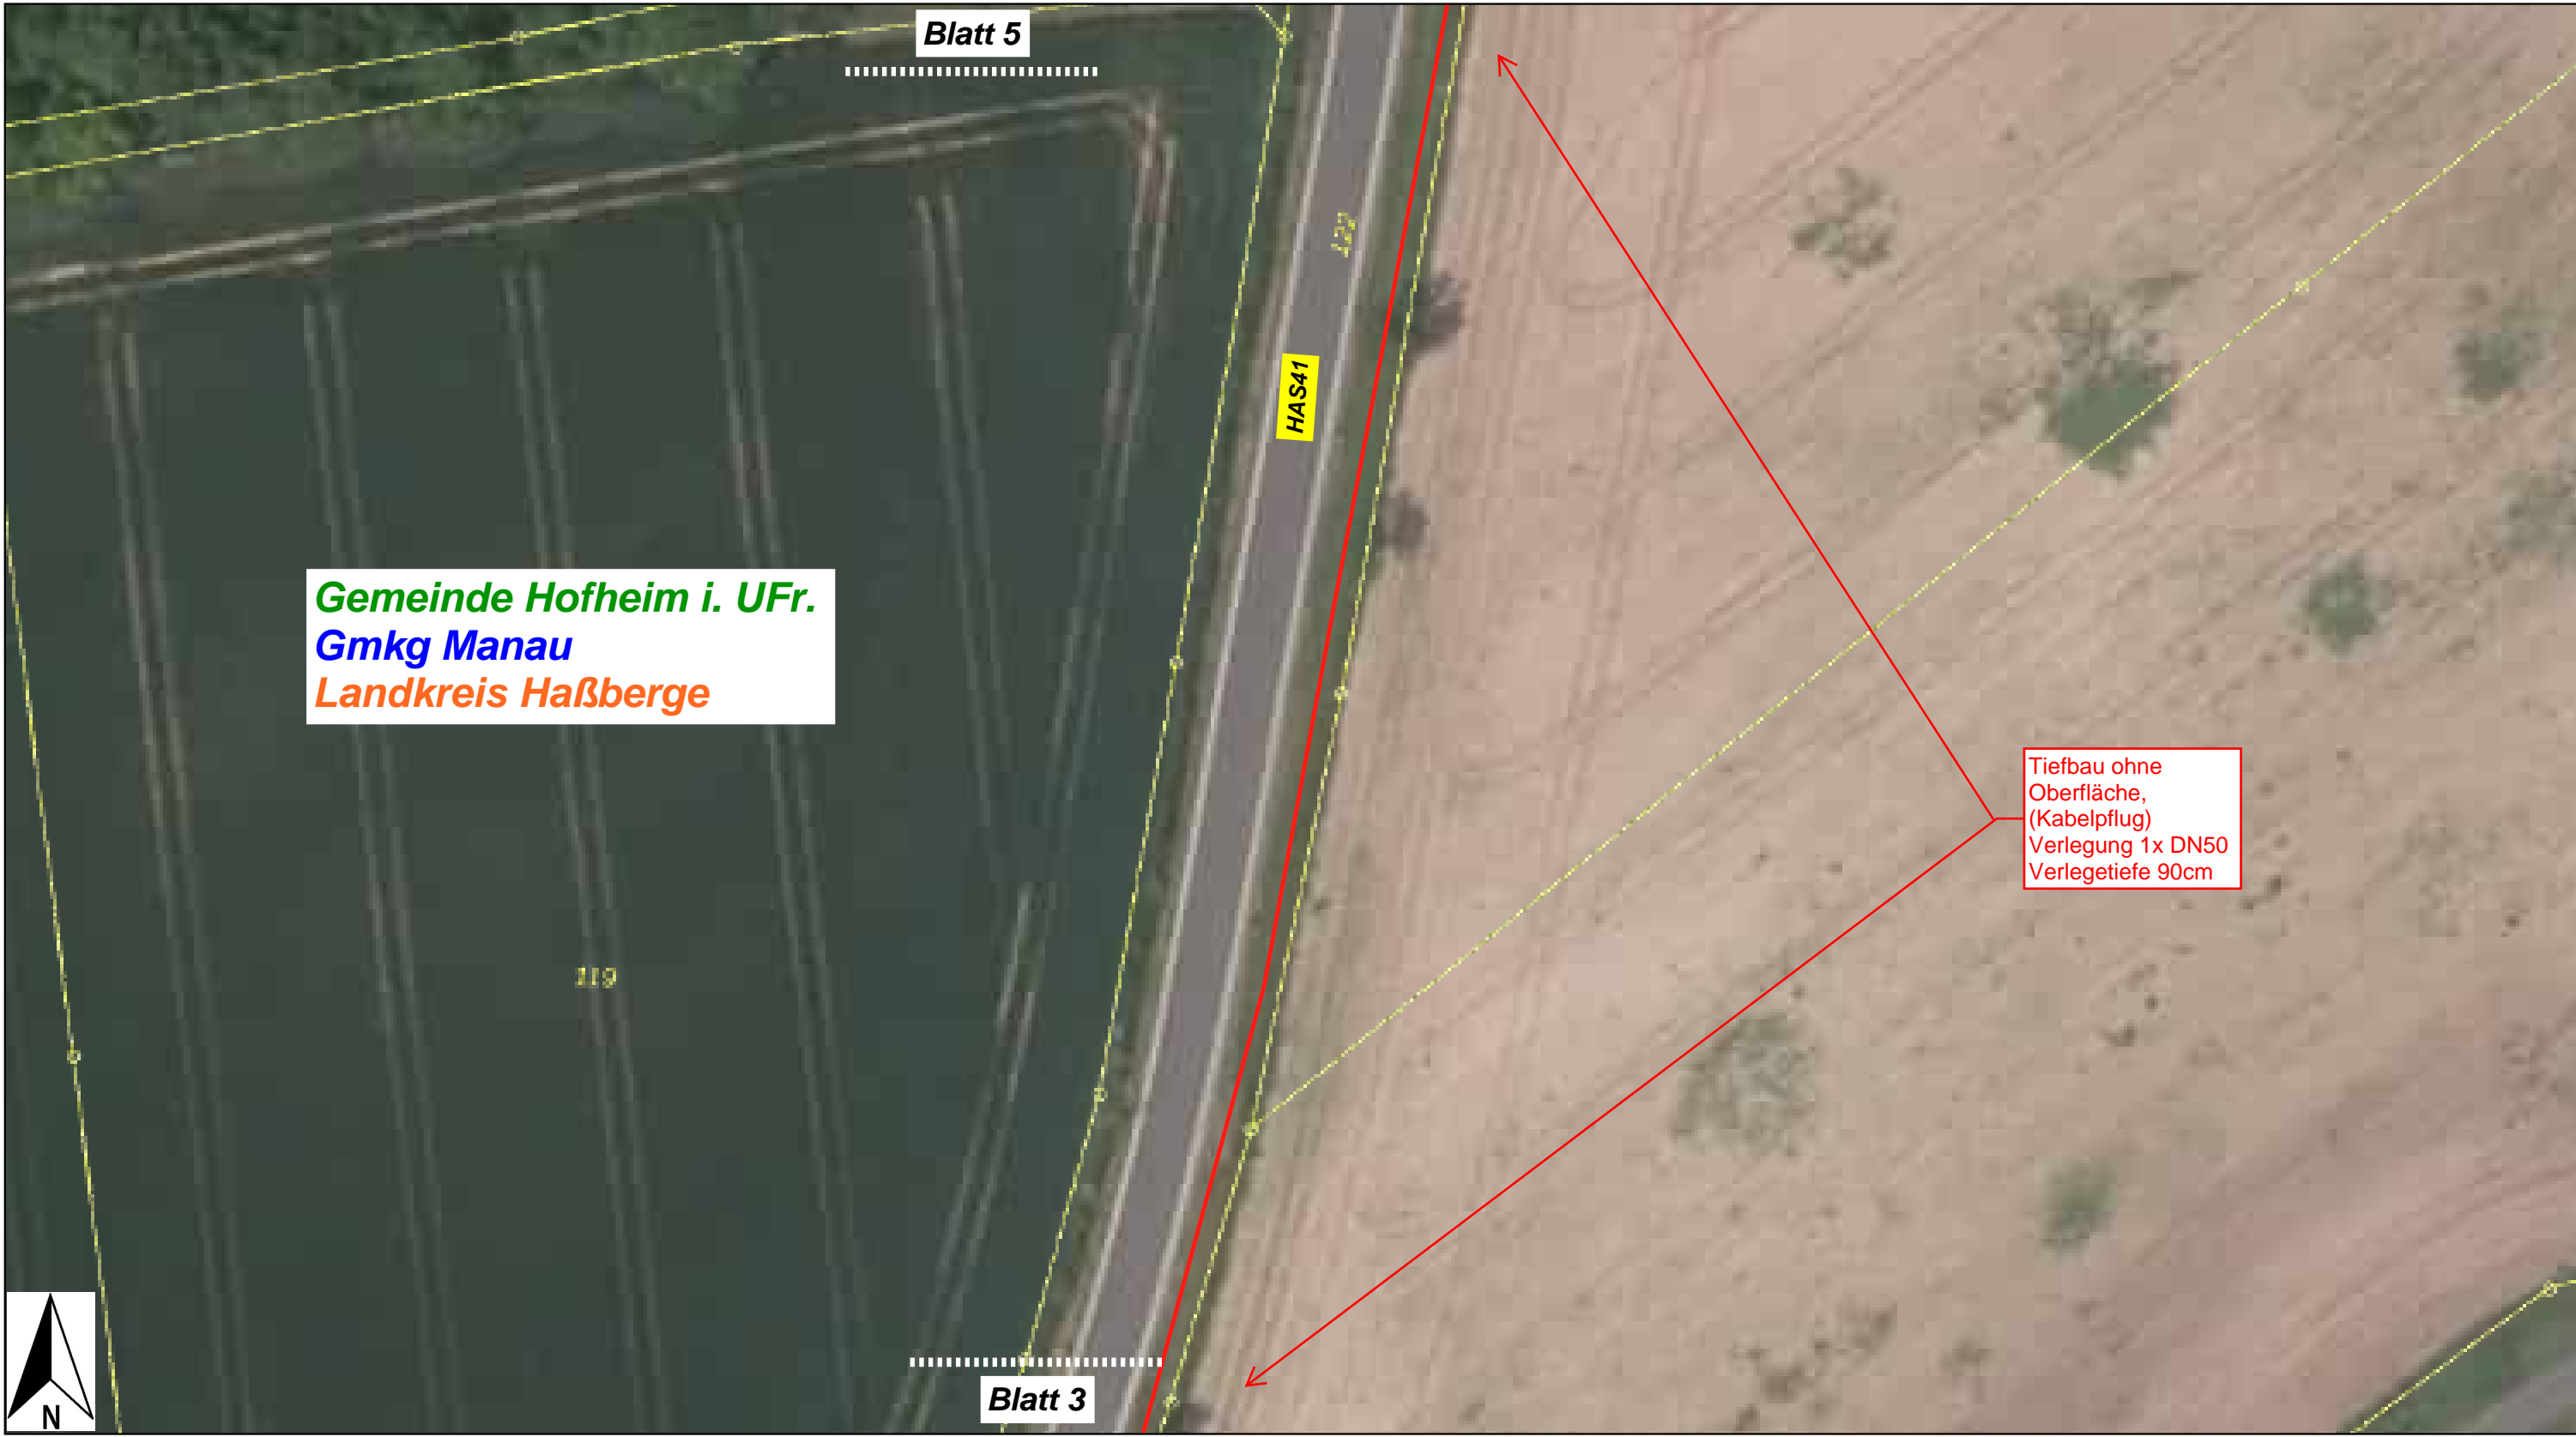 Blatt 5
HAS41
Gemeinde Hofheim i. UFr.
Gmkg Manau
Landkreis Haßberge
Tiefbau ohne
Oberfläche,
(Kabelpflug)
Verlegung 1x DN50
Verlegetiefe 90cm
119
Blatt 3
N